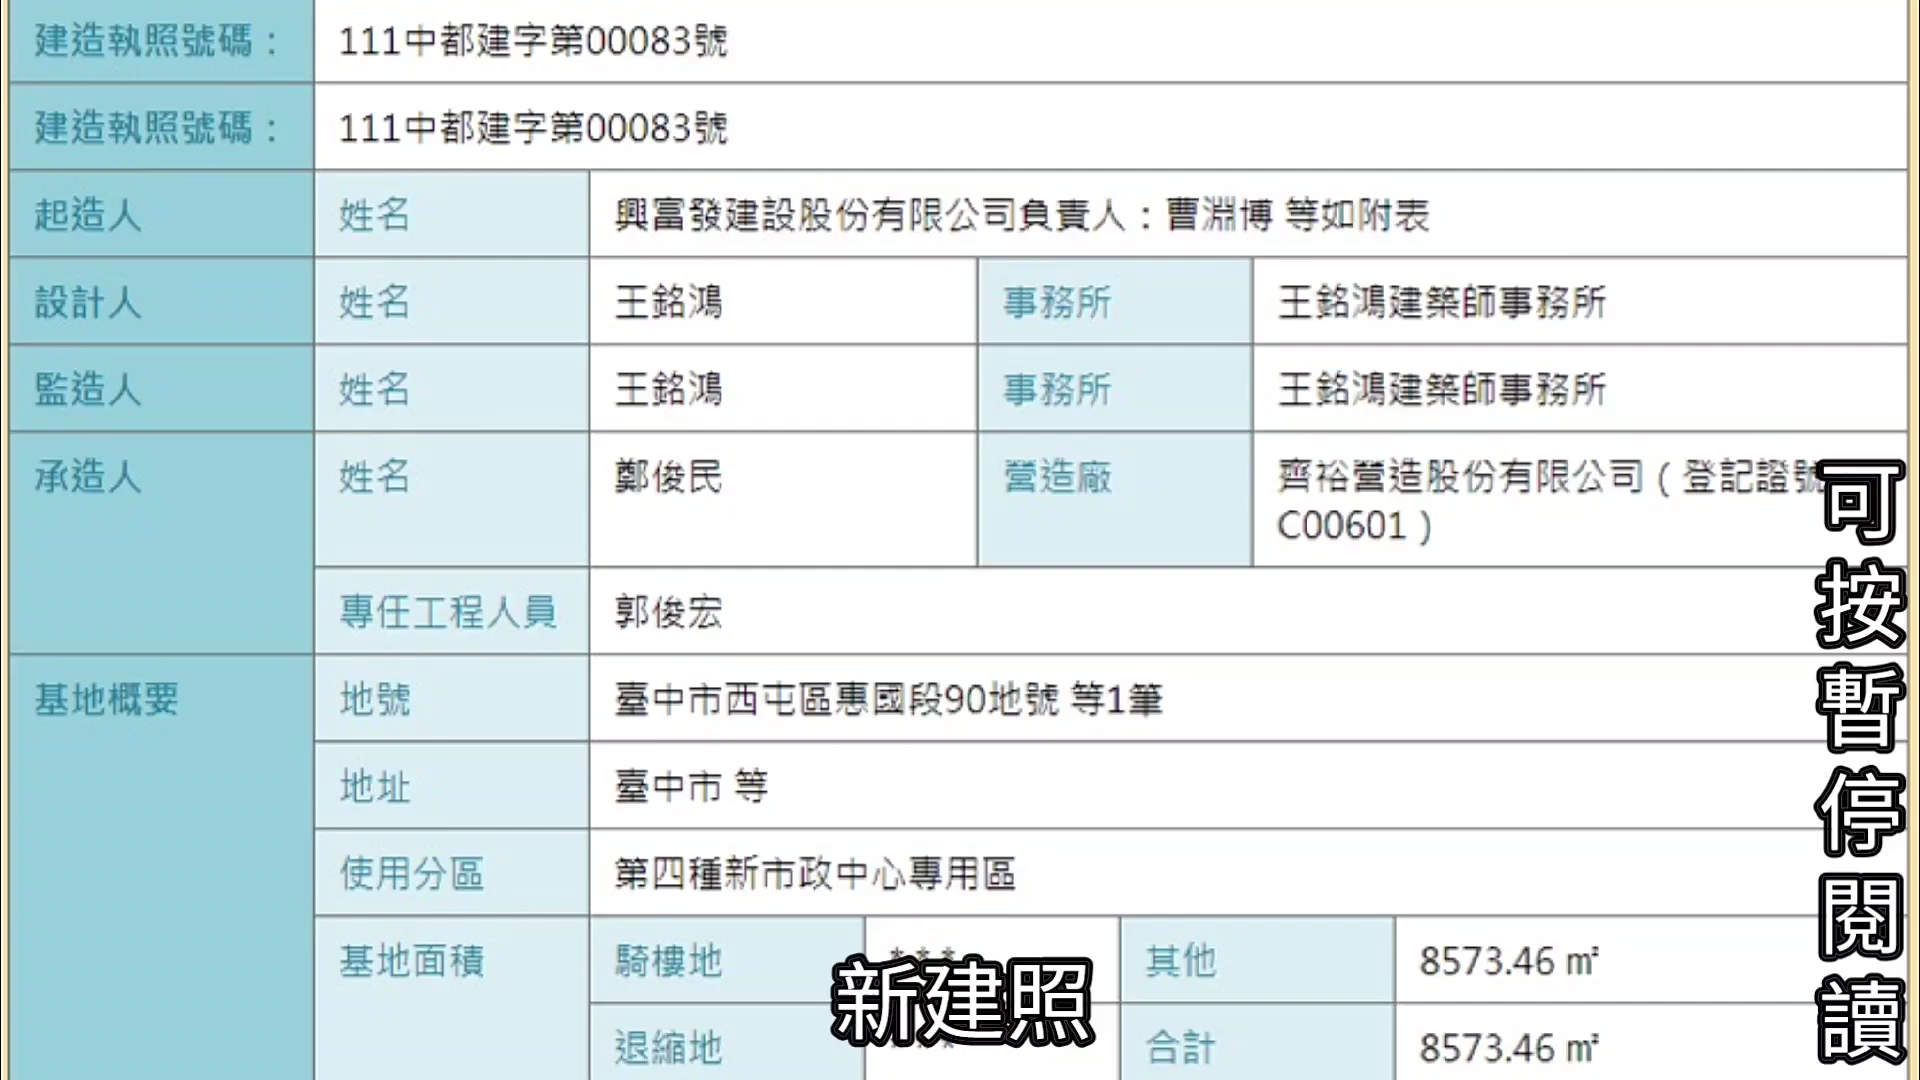 建造執照號碼： 111中都建字第00083號
建造執照號碼： 111中都建字第00083號
起造人 姓名 興富發建設股份有限公司負責人：曹淵博 等如附表
設計人 姓名 王銘鴻 事務所 王銘鴻建築師事務所
監造人 姓名 王銘鴻 事務所 王銘鴻建築師事務所
承造人 姓名 鄭俊民 營造廠 齊裕營造股份有限公司（登記證號
C00601）
專任工程人員 郭俊宏
基地概要 地號 臺中市西屯區惠國段90地號 等1筆
地址 臺中市 等
使用分區 第四種新市政中心專用區
基地面積 騎樓地 *** 其他 8573.46 ㎡
退縮地 *** 合計 8573.46 ㎡
新建照
可按暫停閱讀